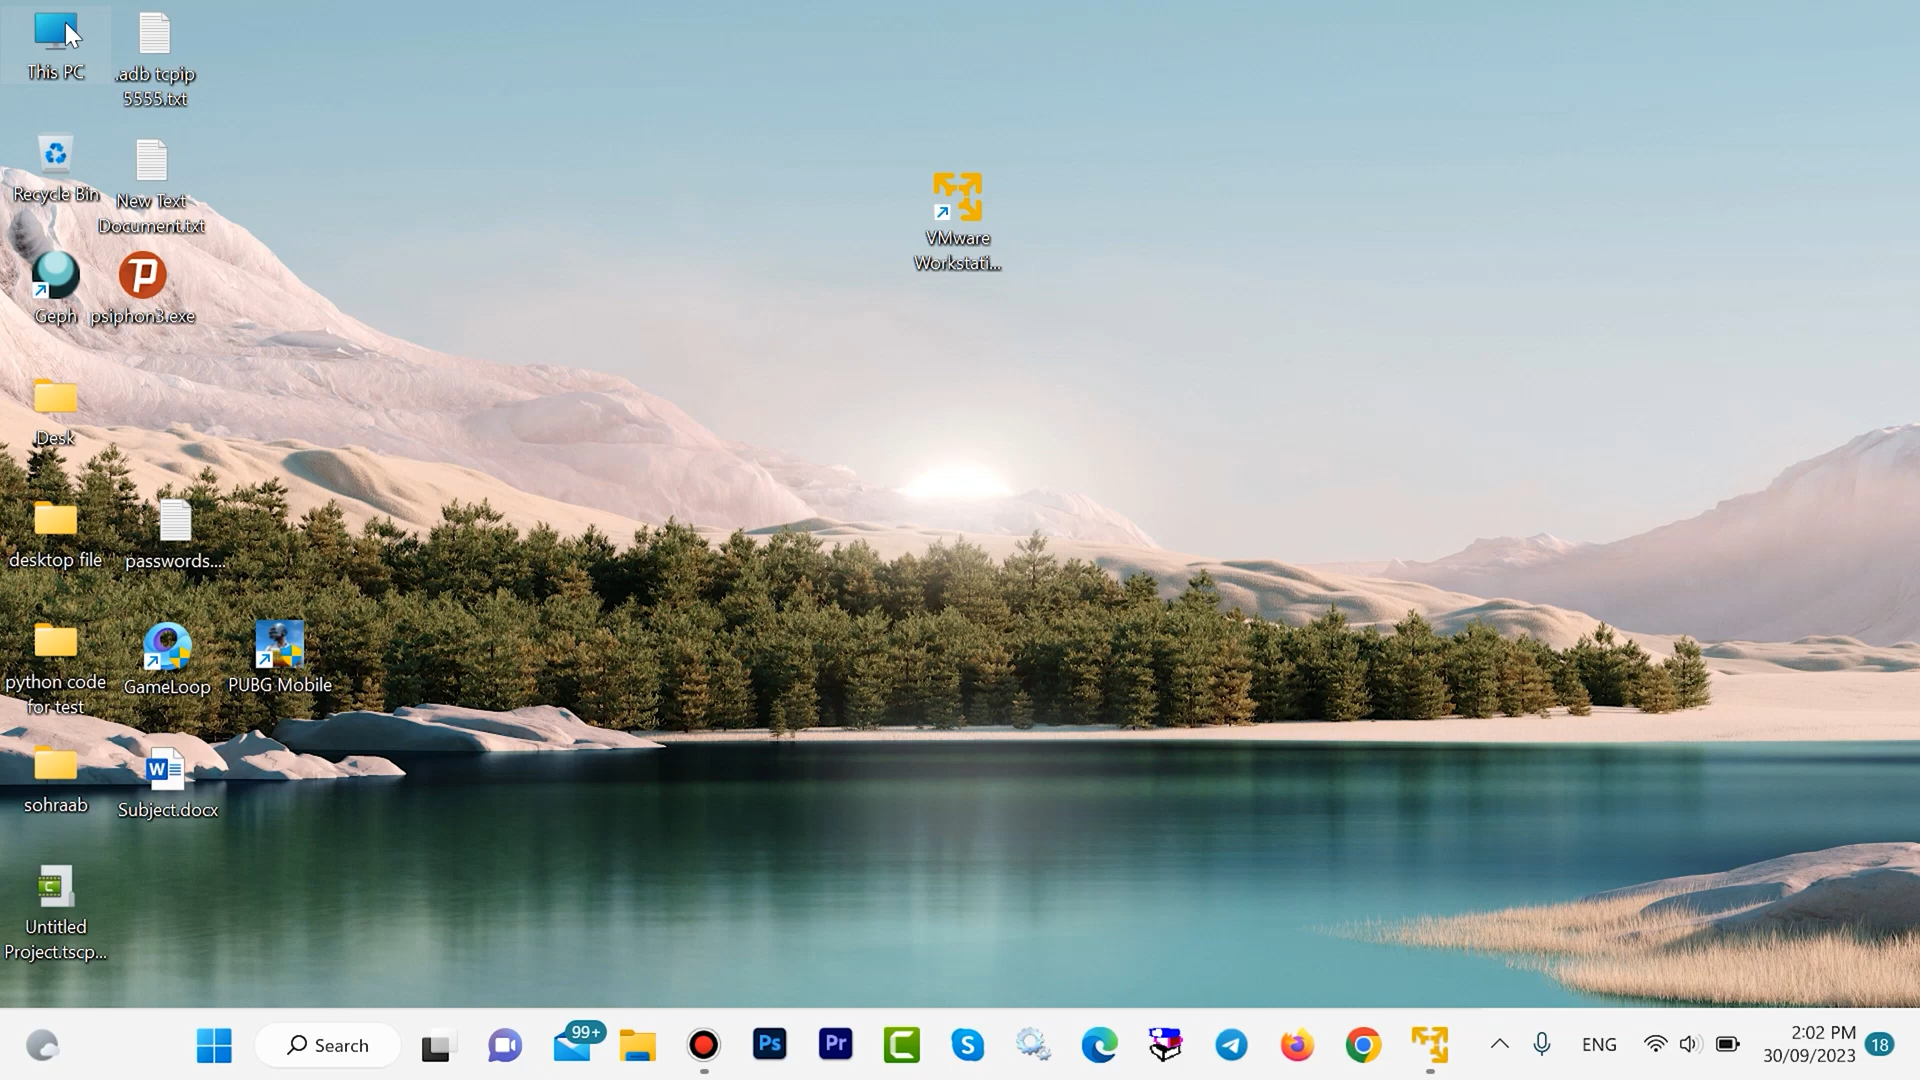 This PC
.adb tcpip
5555.txt
Recycle Bin
New Text
Document.txt
VMware
Workstati...
Geph
psiphon3.exe
Desk
desktop file
passwords....
python code
for test
GameLoop
PUBG Mobile
sohraab
Subject.docx
Untitled
Project.tscp...
Search
99+
Ps
Pr
ENG
2:02 PM
30/09/2023
18